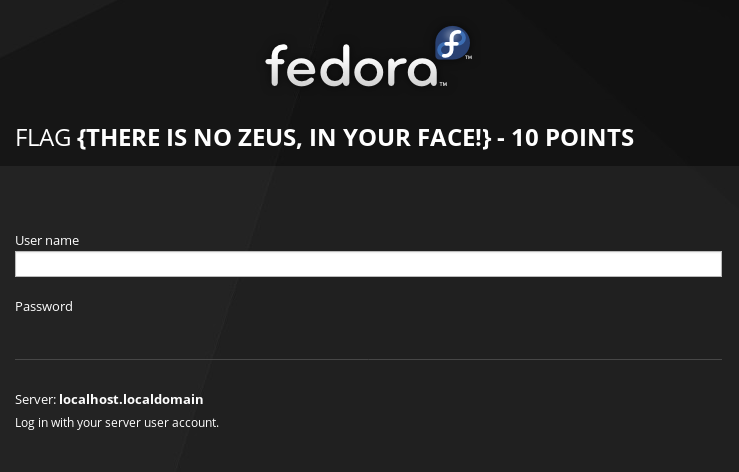 fedora™
FLAG {THERE IS NO ZEUS, IN YOUR FACE!} - 10 POINTS
User name
Password
Server: localhost.localdomain
Log in with your server user account.